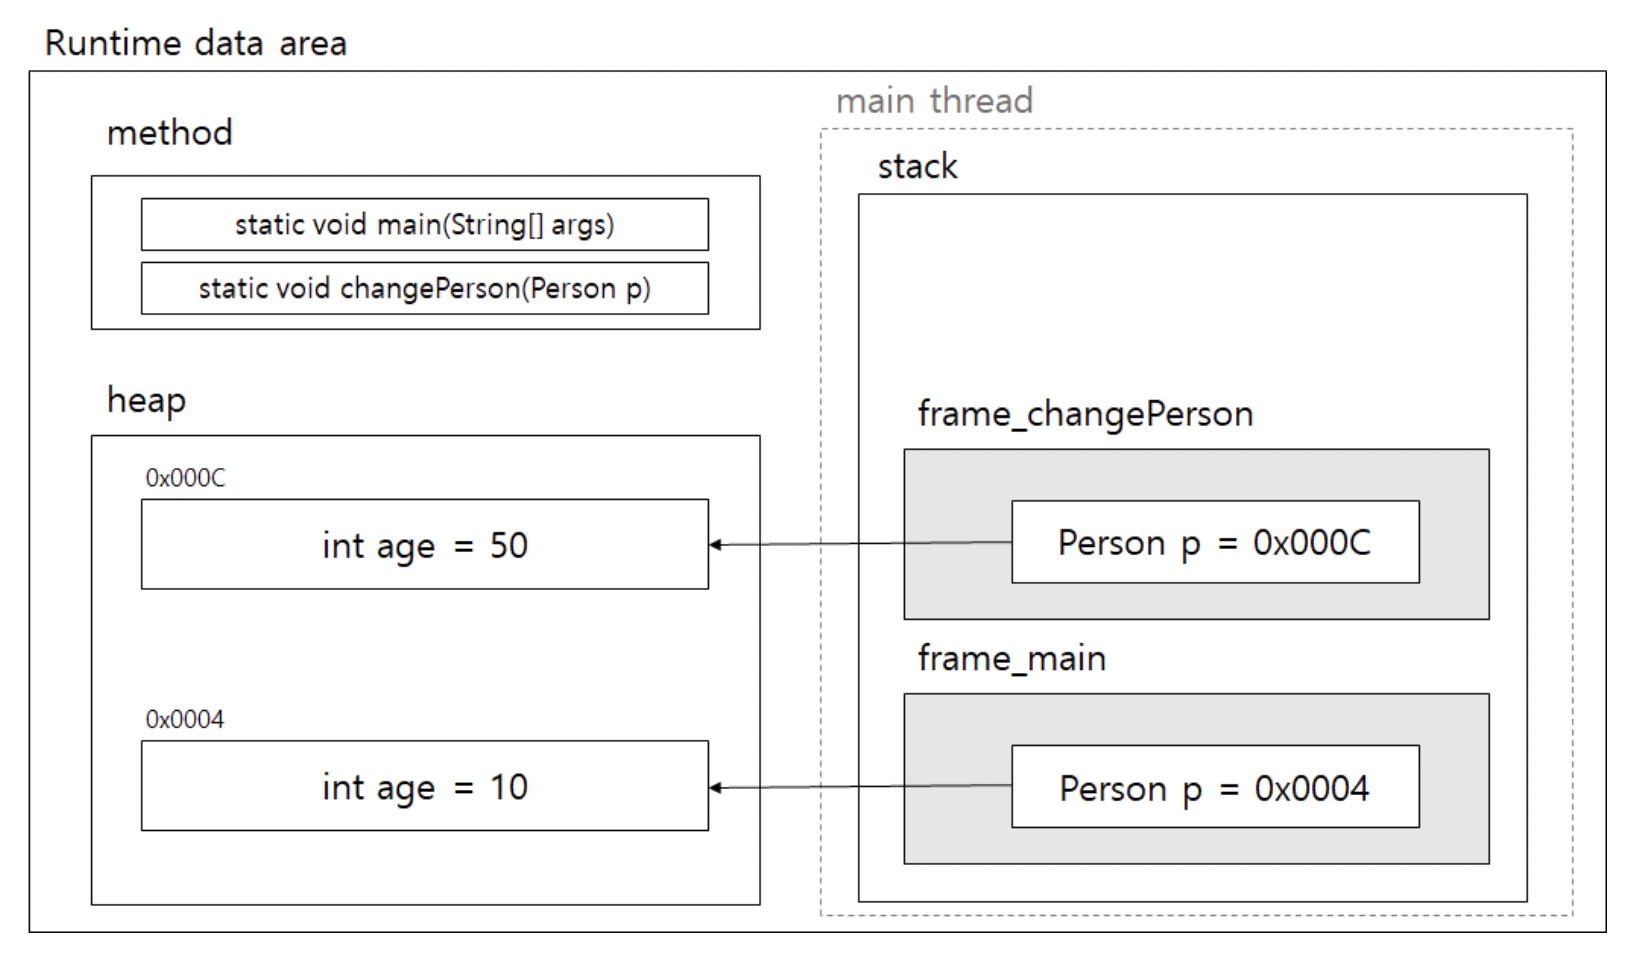 Runtime data area
method
static void main(String[] args)
static void changePerson(Person p)
heap
0x000C
int age = 50
0x0004
int age = 10
main thread
stack
frame_changePerson
Person p = 0x000C
frame_main
Person p = 0x0004